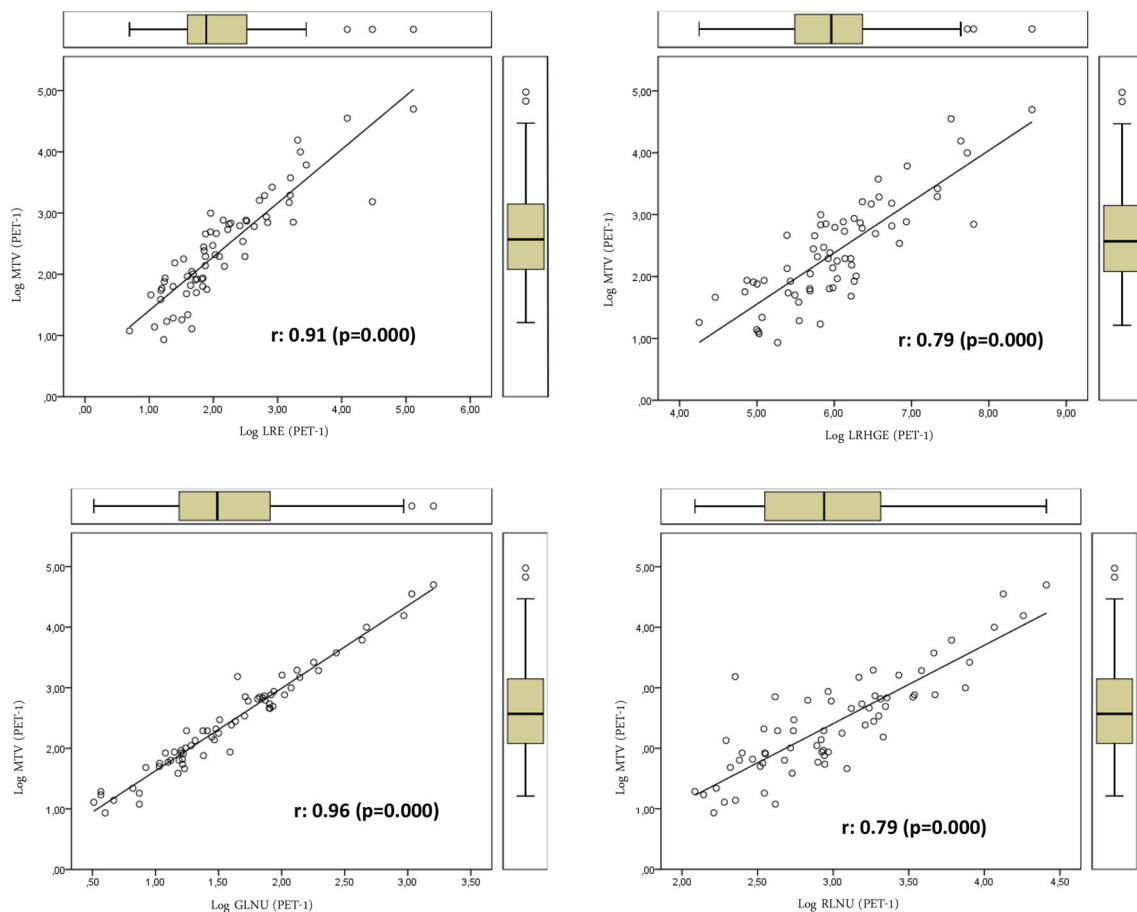 5,00
4,00
3,00
2,00
1,00
,00
Log MTV (PET-1)
r: 0.91 (p=0.000)
,00 1,00 2,00 3,00 4,00 5,00 6,00
Log LRE (PET-1)
5,00
4,00
3,00
2,00
1,00
,00
Log MTV (PET-1)
r: 0.79 (p=0.000)
4,00 5,00 6,00 7,00 8,00 9,00
Log LRHGE (PET-1)
5,00
4,00
3,00
2,00
1,00
,00
Log MTV (PET-1)
r: 0.96 (p=0.000)
,50 1,00 1,50 2,00 2,50 3,00 3,50
Log GLNU (PET-1)
5,00
4,00
3,00
2,00
1,00
,00
Log MTV (PET-1)
r: 0.79 (p=0.000)
2,00 2,50 3,00 3,50 4,00 4,50
Log RLNU (PET-1)